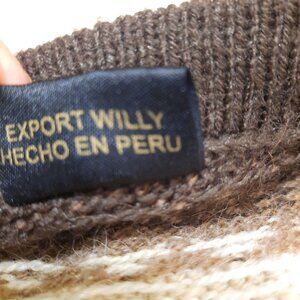 EXPORT WILLY
HECHO EN PERU